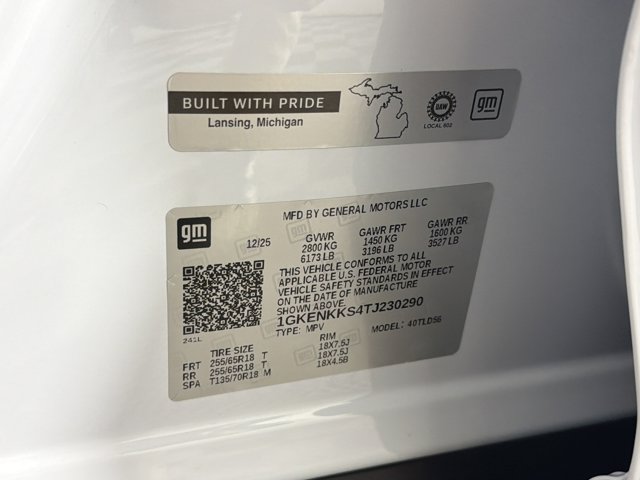 BUILT WITH PRIDE
Lansing, Michigan
UAW
LOCAL 602
gm
gm
MFD BY GENERAL MOTORS LLC
12/25
GVWR GAWR FRT GAWR RR
2800 KG 1450 KG 1600 KG
6173 LB 3196 LB 3527 LB
THIS VEHICLE CONFORMS TO ALL
APPLICABLE U.S. FEDERAL MOTOR
VEHICLE SAFETY STANDARDS IN EFFECT
ON THE DATE OF MANUFACTURE
SHOWN ABOVE.
1GKENKKS4TJ230290
TYPE: MPV MODEL: 40TLD56
241L
TIRE SIZE RIM
FRT 255/65R18 T 18X7.5J
RR 255/65R18 T 18X7.5J
SPA T135/70R18 M 18X4.5B